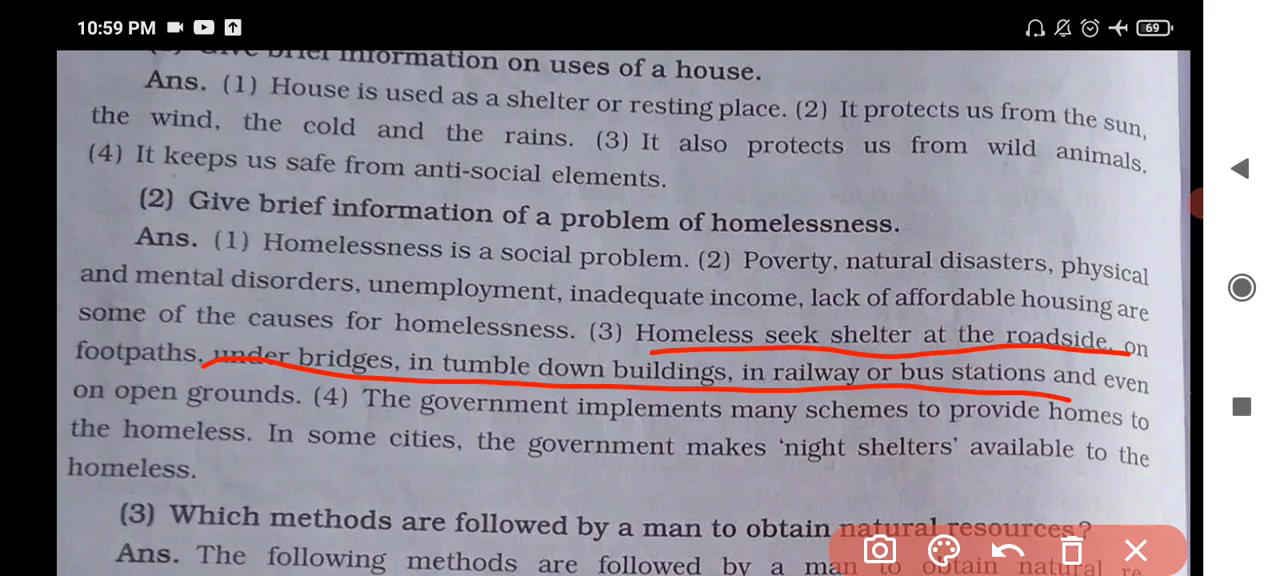 10:59 PM
69
Give brief information on uses of a house.
Ans. (1) House is used as a shelter or resting place. (2) It protects us from the sun,
the wind, the cold and the rains. (3) It also protects us from wild animals.
(4) It keeps us safe from anti-social elements.
(2) Give brief information of a problem of homelessness.
Ans. (1) Homelessness is a social problem. (2) Poverty, natural disasters, physical
and mental disorders, unemployment, inadequate income, lack of affordable housing are
some of the causes for homelessness. (3) Homeless seek shelter at the roadside, on
footpaths, under bridges, in tumble down buildings, in railway or bus stations and even
on open grounds. (4) The government implements many schemes to provide homes to
the homeless. In some cities, the government makes ‘night shelters’ available to the
homeless.
(3) Which methods are followed by a man to obtain natural resources?
Ans. The following methods are followed by a man to obtain natural re